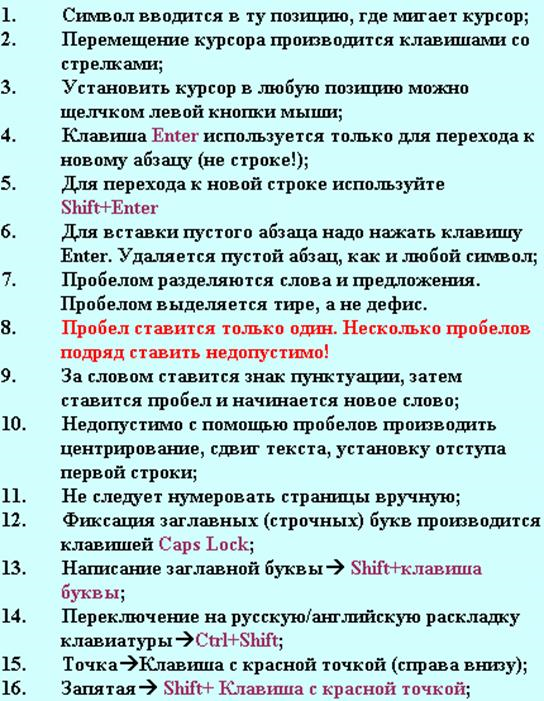 1. Символ вводится в ту позицию, где мигает курсор;
2. Перемещение курсора производится клавишами со
стрелками;
3. Установить курсор в любую позицию можно
щелчком левой кнопки мыши;
4. Клавиша Enter используется только для перехода к
новому абзацу (не строке!);
5. Для перехода к новой строке используйте
Shift+Enter
6. Для вставки пустого абзаца надо нажать клавишу
Enter. Удаляется пустой абзац, как и любой символ;
7. Пробелом разделяются слова и предложения.
Пробелом выделяется тире, а не дефис.
8. Пробел ставится только один. Несколько пробелов
подряд ставить недопустимо!
9. За словом ставится знак пунктуации, затем
ставится пробел и начинается новое слово;
10. Недопустимо с помощью пробелов производить
центрирование, сдвиг текста, установку отступа
первой строки;
11. Не следует нумеровать страницы вручную;
12. Фиксация заглавных (строчных) букв производится
клавишей Caps Lock;
13. Написание заглавной буквы→ Shift+клавиша
буквы;
14. Переключение на русскую/английскую раскладку
клавиатуры→Ctrl+Shift;
15. Точка→Клавиша с красной точкой (справа внизу);
16. Запятая→ Shift+ Клавиша с красной точкой;